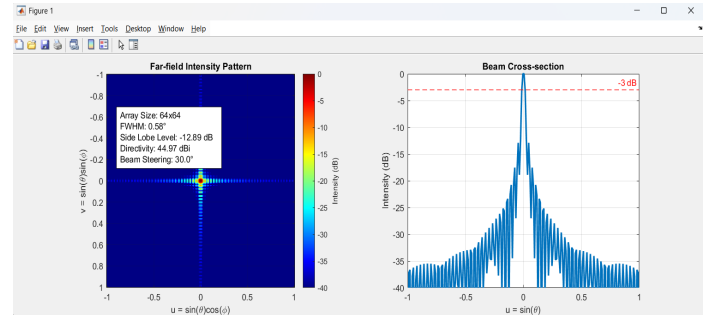 Figure 1
File Edit View Insert Tools Desktop Window Help
Far-field Intensity Pattern
-1
-0.8
-0.6
-0.4
-0.2
0
0.2
0.4
0.6
0.8
1
v = sin(θ)sin(ϕ)
Array Size: 64x64
FWHM: 0.58°
Side Lobe Level: -12.89 dB
Directivity: 44.97 dBi
Beam Steering: 30.0°
-1 -0.5 0 0.5 1
u = sin(θ)cos(ϕ)
0
-5
-10
-15
-20
-25
-30
-35
-40
Intensity (dB)
Beam Cross-section
0
-5
-10
-15
-20
-25
-30
-35
-40
Intensity (dB)
-3 dB
-1 -0.5 0 0.5 1
u = sin(θ)